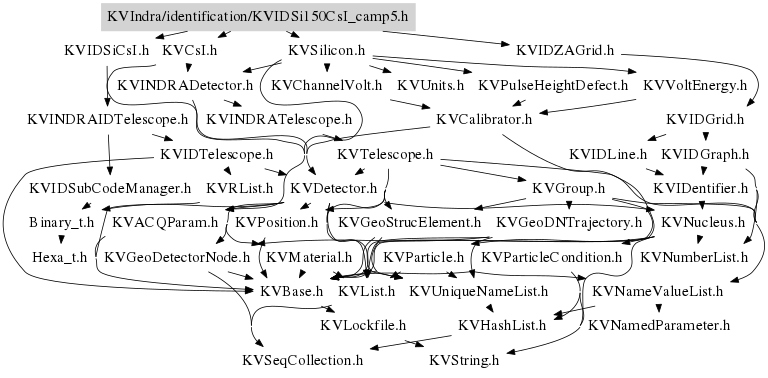 KVIndra/identification/KVIDSi150CsI_camp5.h
KVIDSiCsI.h KVCsI.h KVSilicon.h KVIDZAGrid.h
KVINDRADetector.h KVChannelVolt.h KVUnits.h KVPulseHeightDefect.h KVVoltEnergy.h
KVINDRAIDTelescope.h KVINDRATelescope.h KVCalibrator.h KVIDGrid.h
KVIDTelescope.h KVTelescope.h KVIDLine.h KVIDGraph.h
KVIDSubCodeManager.h KVRList.h KVDetector.h KVGroup.h KVIDentifier.h
Binary_t.h KVACQParam.h KVPosition.h KVGeoStrucElement.h KVGeoDNTrajectory.h KVNucleus.h
Hexa_t.h KVGeoDetectorNode.h KVMaterial.h KVParticle.h KVParticleCondition.h KVNumberList.h
KVBase.h KVList.h KVUniqueNameList.h KVNameValueList.h
KVLockfile.h KVHashList.h KVNamedParameter.h
KVSeqCollection.h KVString.h